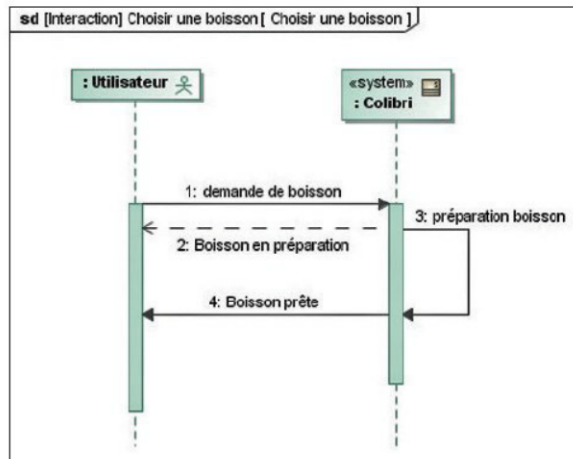 sd [Interaction] Choisir une boisson [ Choisir une boisson ]
: Utilisateur
«system»
: Colibri
1: demande de boisson
3: préparation boisson
2: Boisson en préparation
4: Boisson prête